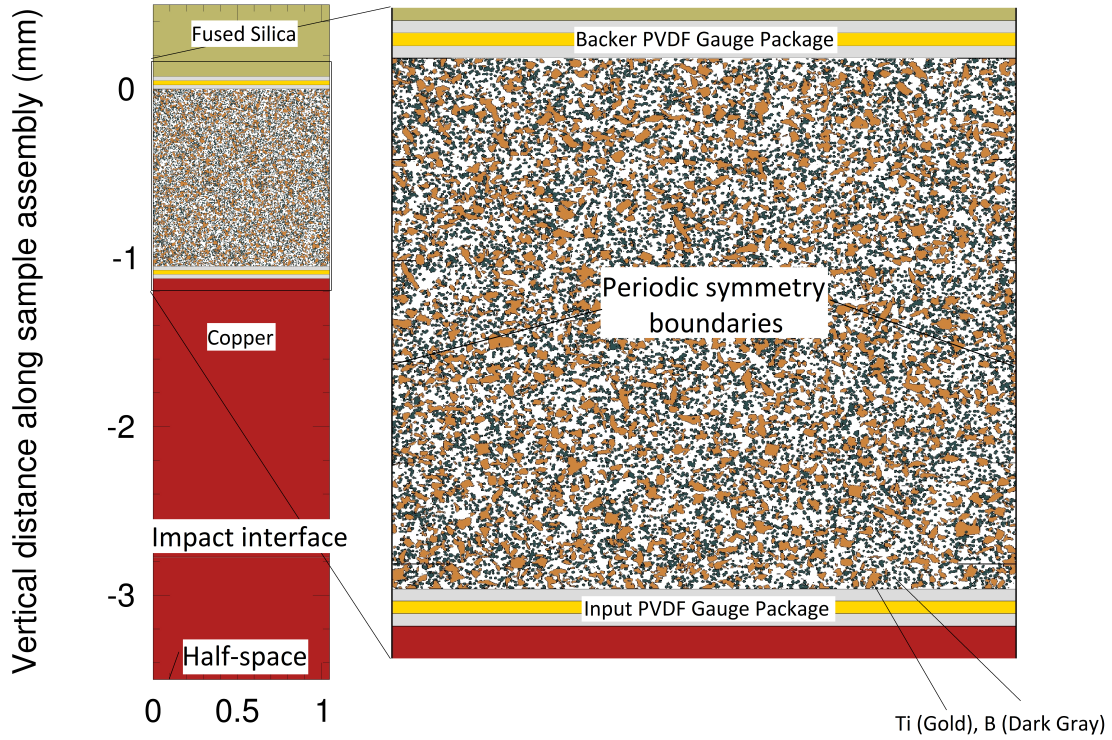 Vertical distance along sample assembly (mm)
Fused Silica
0
-1
-2
-3
Copper
Impact interface
Half-space
0
0.5
1
Backer PVDF Gauge Package
Periodic symmetry
boundaries
Input PVDF Gauge Package
Ti (Gold), B (Dark Gray)